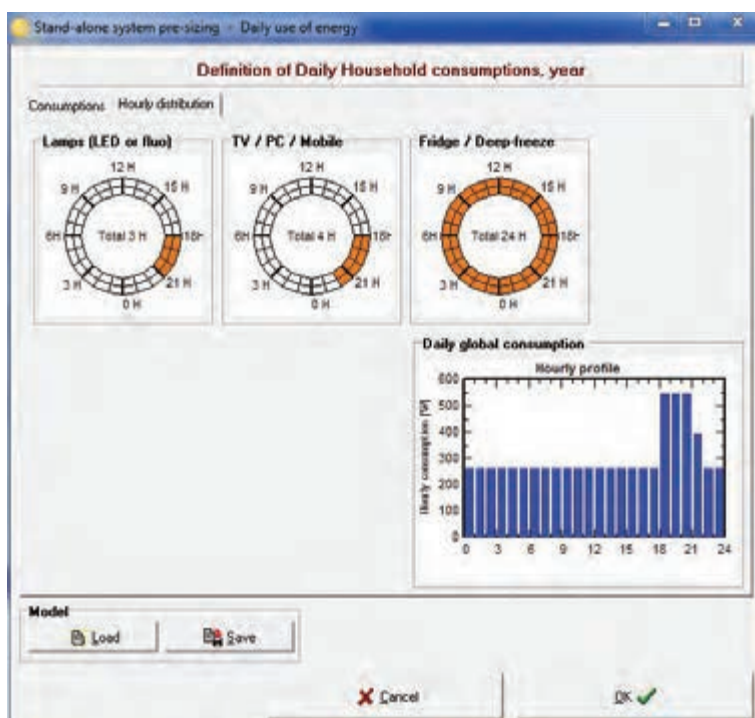 Stand-alone system pre-sizing - Daily use of energy
Definition of Daily Household consumptions, year
Consumptions Hourly distribution
Lamps (LED or fluo) TV / PC / Mobile Fridge / Deep-freeze
12 H 12 H 12 H
9 H 15 H 9 H 15 H 9 H 15 H
6H Total 3 H 18H 6H Total 4 H 18H 6H Total 24 H 18H
3 H 21 H 3 H 21 H 3 H 21 H
0 H 0 H 0 H
Daily global consumption
Hourly profile
Hourly consumption [W]
600
500
400
300
200
100
0
0 3 6 9 12 15 18 21 24
Model
Load Save
Cancel OK